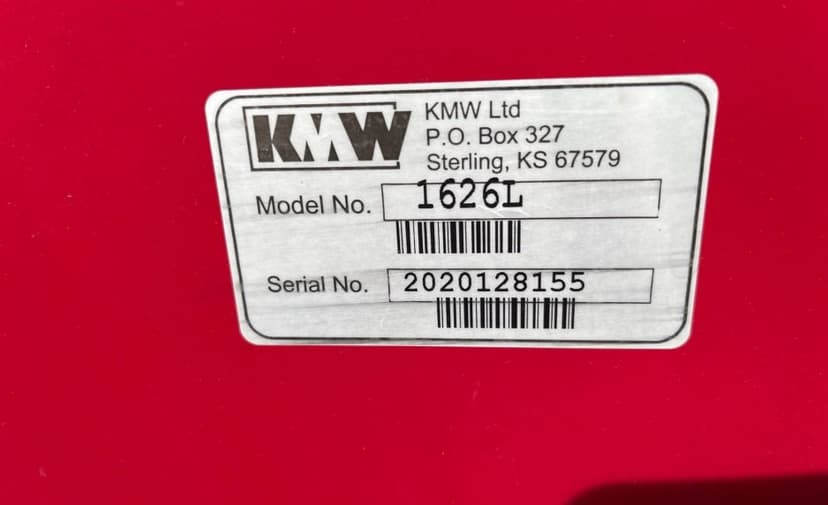 KMW
KMW Ltd
P.O. Box 327
Sterling, KS 67579
Model No. 1626L
Serial No. 2020128155